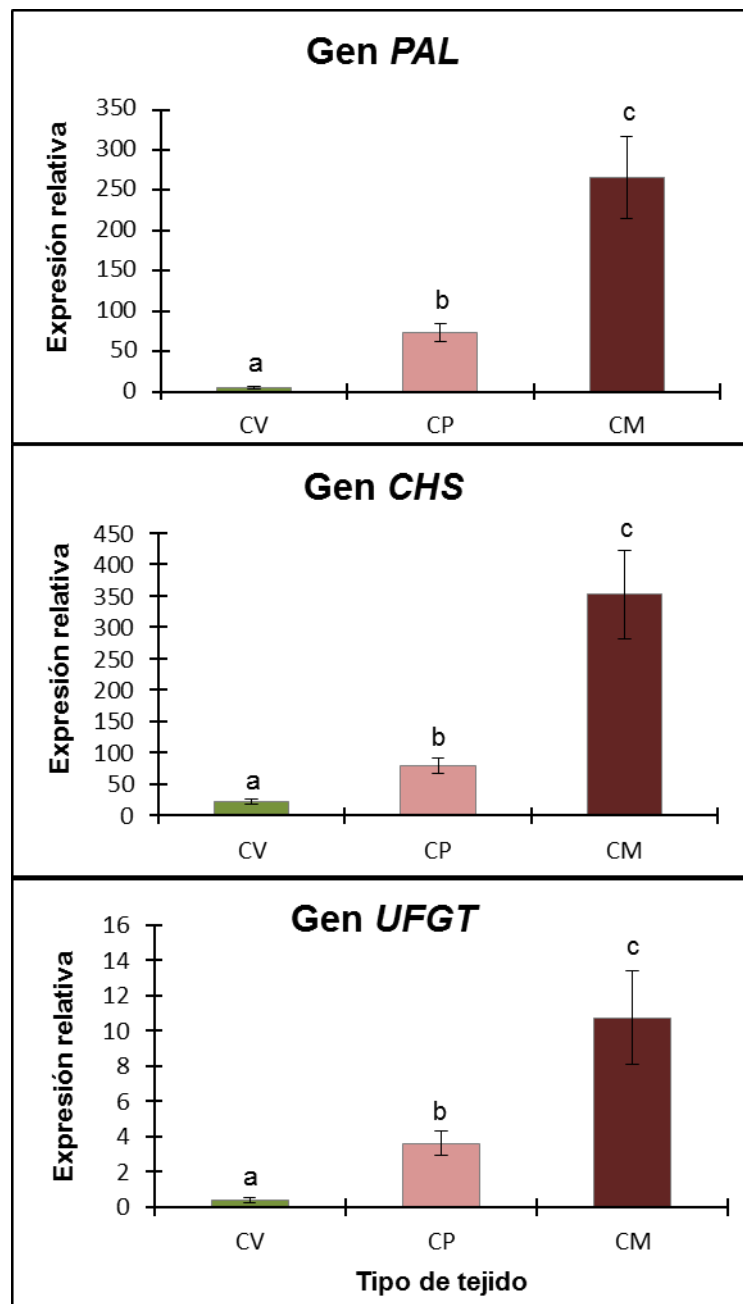 Gen PAL
Expresión relativa
350
300
250
200
150
100
50
0
a
b
c
CV CP CM
Gen CHS
Expresión relativa
450
400
350
300
250
200
150
100
50
0
a
b
c
CV CP CM
Gen UFGT
Expresión relativa
16
14
12
10
8
6
4
2
0
a
b
c
CV CP CM
Tipo de tejido